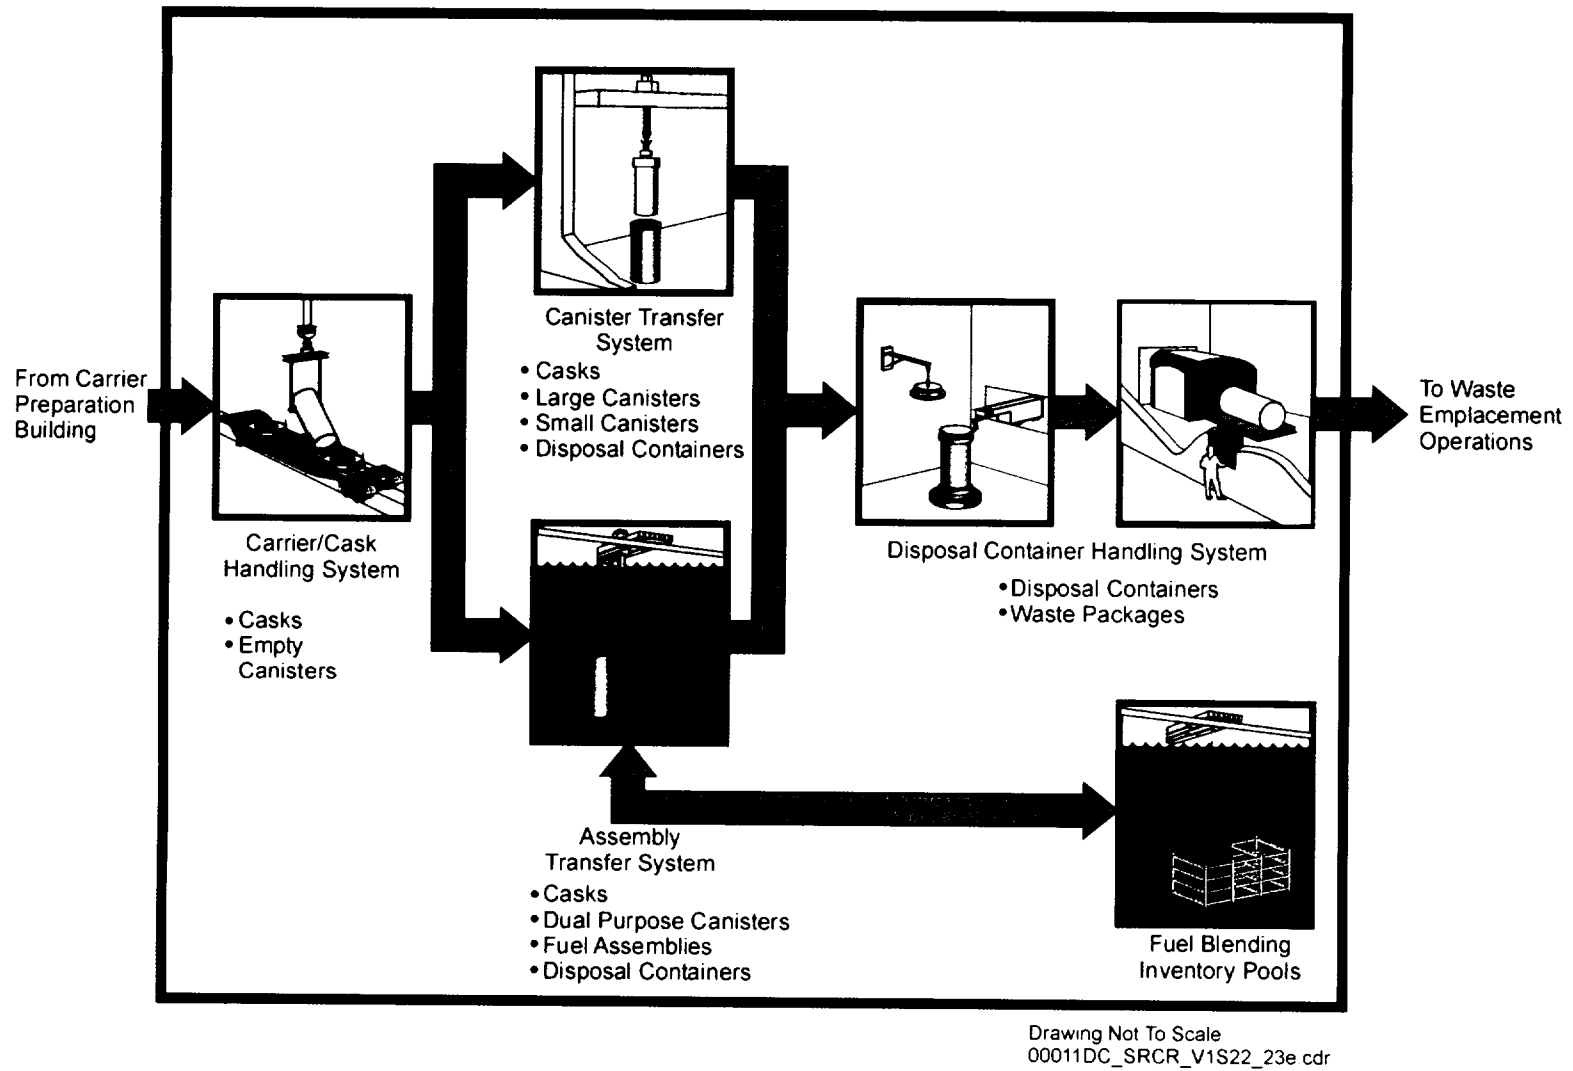 From Carrier
Preparation
Building
Carrier/Cask
Handling System
• Casks
• Empty
Canisters
Canister Transfer
System
• Casks
• Large Canisters
• Small Canisters
• Disposal Containers
Assembly
Transfer System
• Casks
• Dual Purpose Canisters
• Fuel Assemblies
• Disposal Containers
Disposal Container Handling System
• Disposal Containers
• Waste Packages
Fuel Blending
Inventory Pools
To Waste
Emplacement
Operations
Drawing Not To Scale
00011DC_SRCR_V1S22_23e cdr